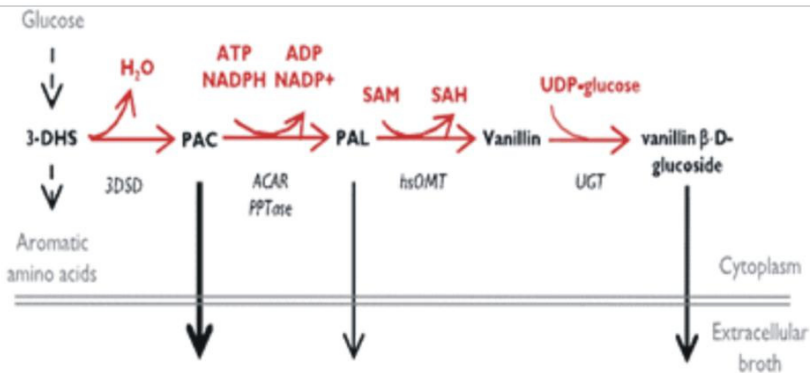 Glucose
H₂O
ATP ADP
NADPH NADP+
SAM SAH
UDP-glucose
3-DHS PAC PAL Vanillin vanillin β-D-
glucoside
3DSD ACAR hsOMT UGT
PPTase
Aromatic
amino acids
Cytoplasm
Extracellular
broth